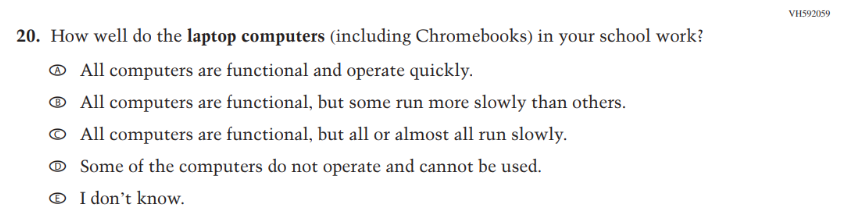 VH592059
20. How well do the laptop computers (including Chromebooks) in your school work?
A All computers are functional and operate quickly.
B All computers are functional, but some run more slowly than others.
C All computers are functional, but all or almost all run slowly.
D Some of the computers do not operate and cannot be used.
E I don’t know.